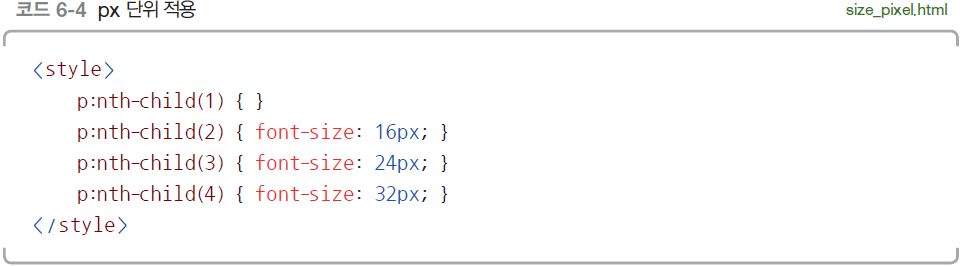 코드 6-4 px 단위 적용 size_pixel.html
<style>
p:nth-child(1) { }
p:nth-child(2) { font-size: 16px; }
p:nth-child(3) { font-size: 24px; }
p:nth-child(4) { font-size: 32px; }
</style>